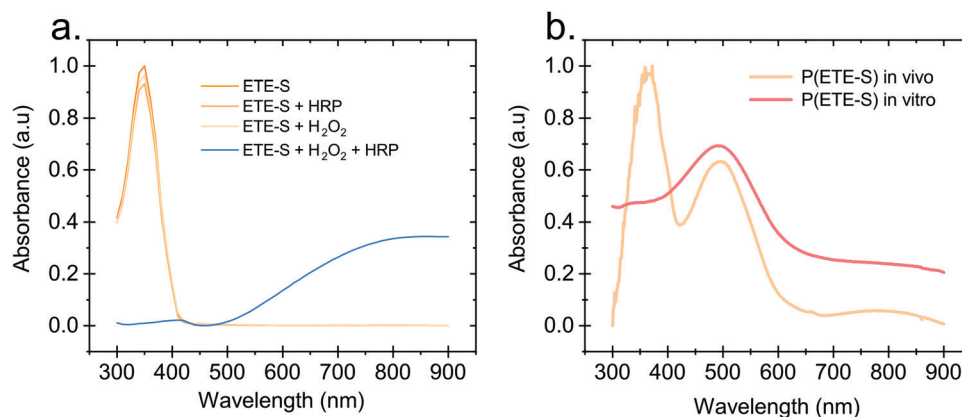 a.
Absorbance (a.u)
1.0
0.8
0.6
0.4
0.2
0.0
300 400 500 600 700 800 900
Wavelength (nm)
ETE-S
ETE-S + HRP
ETE-S + H₂O₂
ETE-S + H₂O₂ + HRP
b.
Absorbance (a.u)
1.0
0.8
0.6
0.4
0.2
0.0
300 400 500 600 700 800 900
Wavelength (nm)
P(ETE-S) in vivo
P(ETE-S) in vitro